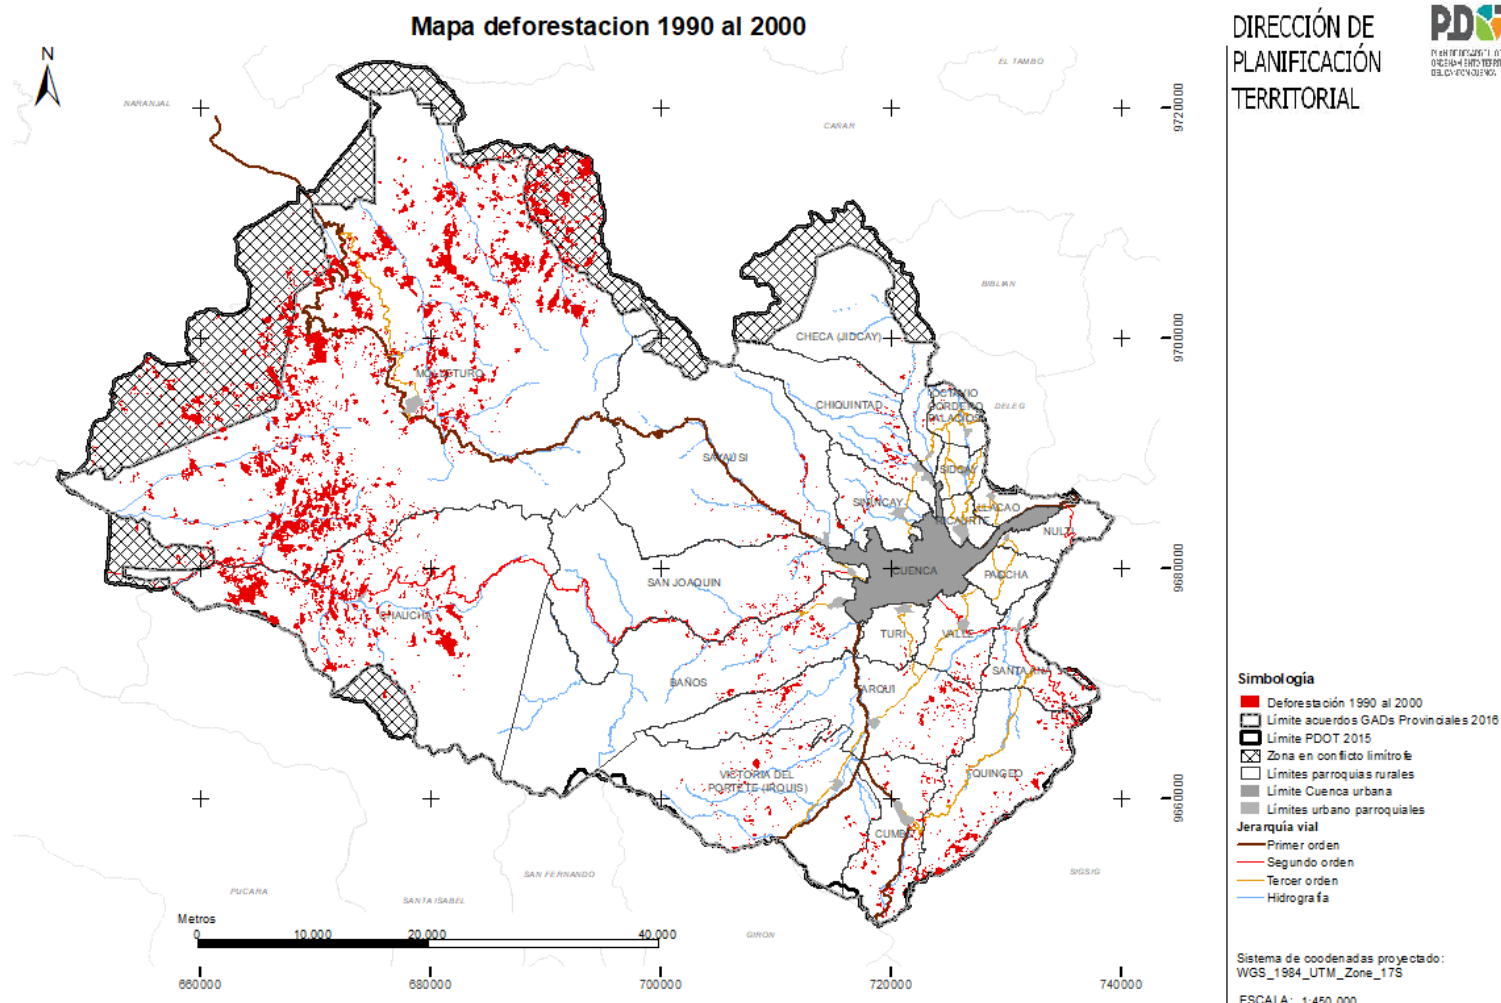 Mapa deforestacion 1990 al 2000
DIRECCIÓN DE
PLANIFICACIÓN
TERRITORIAL
PDOT
N
NARANJAL
EL TAMBO
CAÑAR
BIBLIAN
DELEG
CHECA (JIDCAY)
CHIQUINTAD
OCTAVIO
CORDERO
PALACIOS
MOLLETURO
SAYAUSI
SIDCAY
SININCAY
LLACAO
RICAURTE
NULTI
CUENCA
PACCHA
SAN JOAQUIN
CHAUCHA
TURI
VALLE
BAÑOS
SANTA ANA
TARQUI
VICTORIA DEL
PORTETE (IRQUIS)
QUINGEO
CUMBE
SAN FERNANDO
PUCARA
SANTA ISABEL
GIRON
SIGSIG
9720000
9700000
9680000
9660000
Metros
0 10.000 20.000 40.000
660000 680000 700000 720000 740000
Simbología
Deforestación 1990 al 2000
Límite acuerdos GADs Provinciales 2016
Límite PDOT 2015
Zona en conflicto limítrofe
Límites parroquias rurales
Límite Cuenca urbana
Límites urbano parroquiales
Jerarquía vial
Primer orden
Segundo orden
Tercer orden
Hidrografía
Sistema de coodenadas proyectado:
WGS_1984_UTM_Zone_17S
ESCALA: 1:450.000